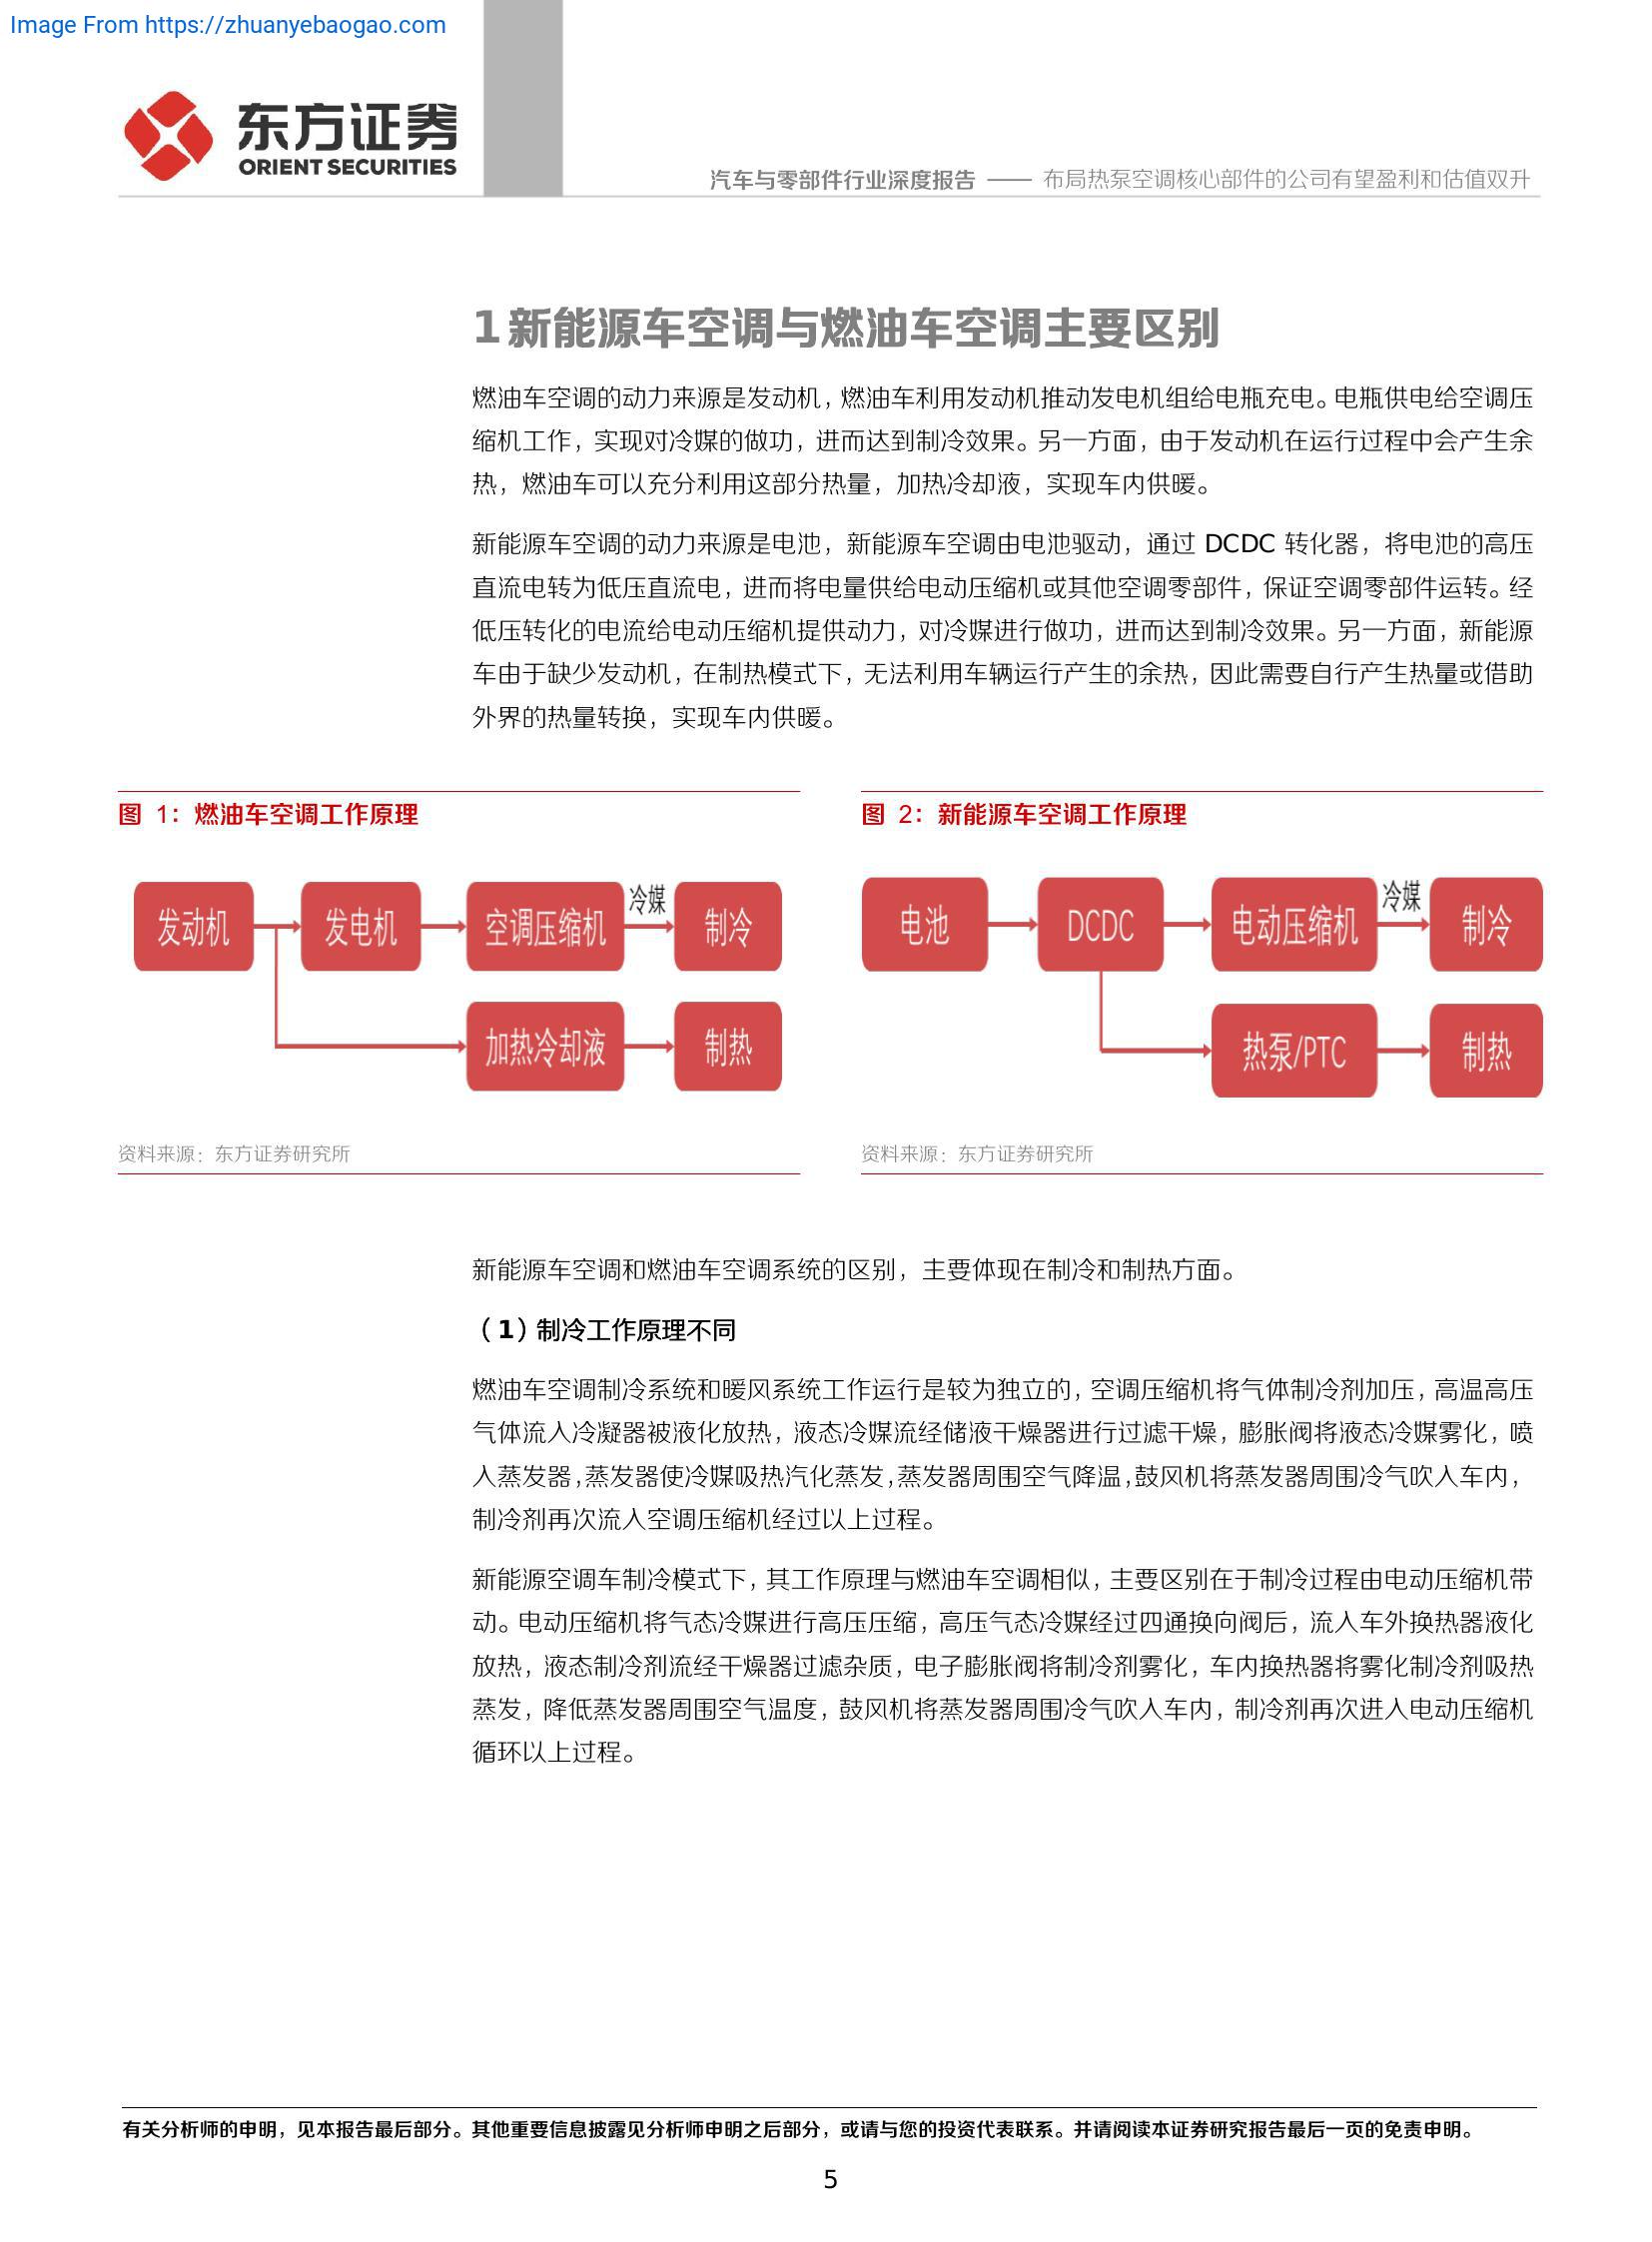 Image From https://zhuanyebaogao.com
东方证券
ORIENT SECURITIES
汽车与零部件行业深度报告 —— 布局热泵空调核心部件的公司有望盈利和估值双升
1 新能源车空调与燃油车空调主要区别
燃油车空调的动力来源是发动机，燃油车利用发动机推动发电机组给电瓶充电。电瓶供电给空调压
缩机工作，实现对冷媒的做功，进而达到制冷效果。另一方面，由于发动机在运行过程中会产生余
热，燃油车可以充分利用这部分热量，加热冷却液，实现车内供暖。
新能源车空调的动力来源是电池，新能源车空调由电池驱动，通过 DCDC 转化器，将电池的高压
直流电转为低压直流电，进而将电量供给电动压缩机或其他空调零部件，保证空调零部件运转。经
低压转化的电流给电动压缩机提供动力，对冷媒进行做功，进而达到制冷效果。另一方面，新能源
车由于缺少发动机，在制热模式下，无法利用车辆运行产生的余热，因此需要自行产生热量或借助
外界的热量转换，实现车内供暖。
图 1：燃油车空调工作原理
发动机
发电机
空调压缩机
冷媒
制冷
加热冷却液
制热
资料来源：东方证券研究所
图 2：新能源车空调工作原理
电池
DCDC
电动压缩机
冷媒
制冷
热泵/PTC
制热
资料来源：东方证券研究所
新能源车空调和燃油车空调系统的区别，主要体现在制冷和制热方面。
（1）制冷工作原理不同
燃油车空调制冷系统和暖风系统工作运行是较为独立的，空调压缩机将气体制冷剂加压，高温高压
气体流入冷凝器被液化放热，液态冷媒流经储液干燥器进行过滤干燥，膨胀阀将液态冷媒雾化，喷
入蒸发器，蒸发器使冷媒吸热汽化蒸发，蒸发器周围空气降温，鼓风机将蒸发器周围冷气吹入车内，
制冷剂再次流入空调压缩机经过以上过程。
新能源空调车制冷模式下，其工作原理与燃油车空调相似，主要区别在于制冷过程由电动压缩机带
动。电动压缩机将气态冷媒进行高压压缩，高压气态冷媒经过四通换向阀后，流入车外换热器液化
放热，液态制冷剂流经干燥器过滤杂质，电子膨胀阀将制冷剂雾化，车内换热器将雾化制冷剂吸热
蒸发，降低蒸发器周围空气温度，鼓风机将蒸发器周围冷气吹入车内，制冷剂再次进入电动压缩机
循环以上过程。
有关分析师的申明，见本报告最后部分。其他重要信息披露见分析师申明之后部分，或请与您的投资代表联系。并请阅读本证券研究报告最后一页的免责申明。
5